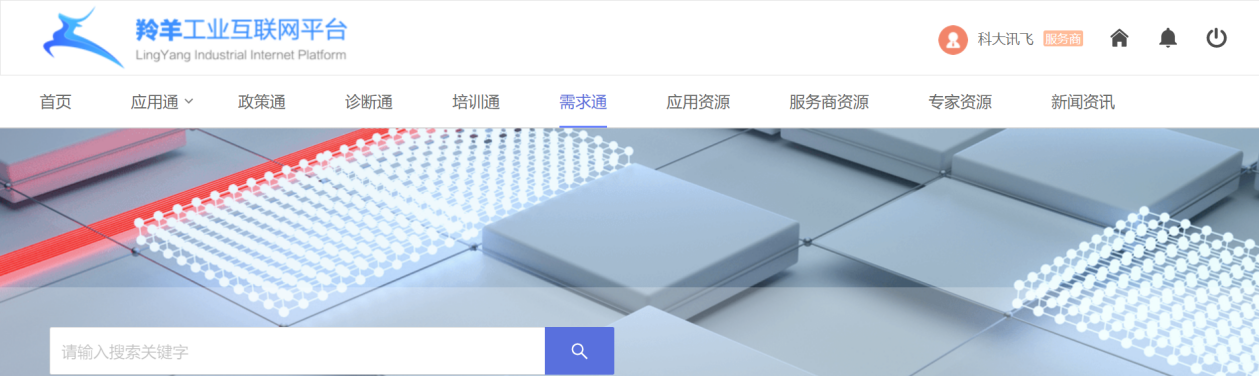 羚羊工业互联网平台
LingYang Industrial Internet Platform
科大讯飞 服务商
首页 应用通 政策通 诊断通 培训通 需求通 应用资源 服务商资源 专家资源 新闻资讯
请输入搜索关键字